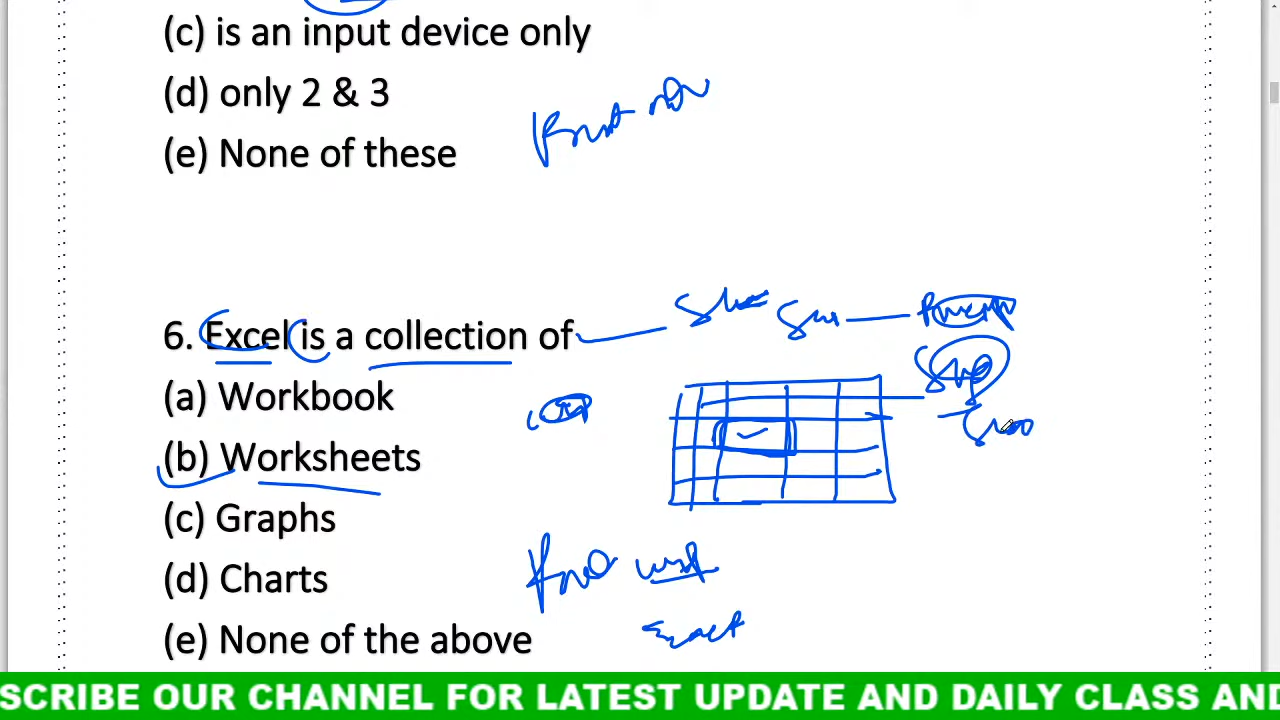 (c) is an input device only
(d) only 2 & 3
(e) None of these
6. Excel is a collection of
(a) Workbook
(b) Worksheets
(c) Graphs
(d) Charts
(e) None of the above
SCRIBE OUR CHANNEL FOR LATEST UPDATE AND DAILY CLASS AND